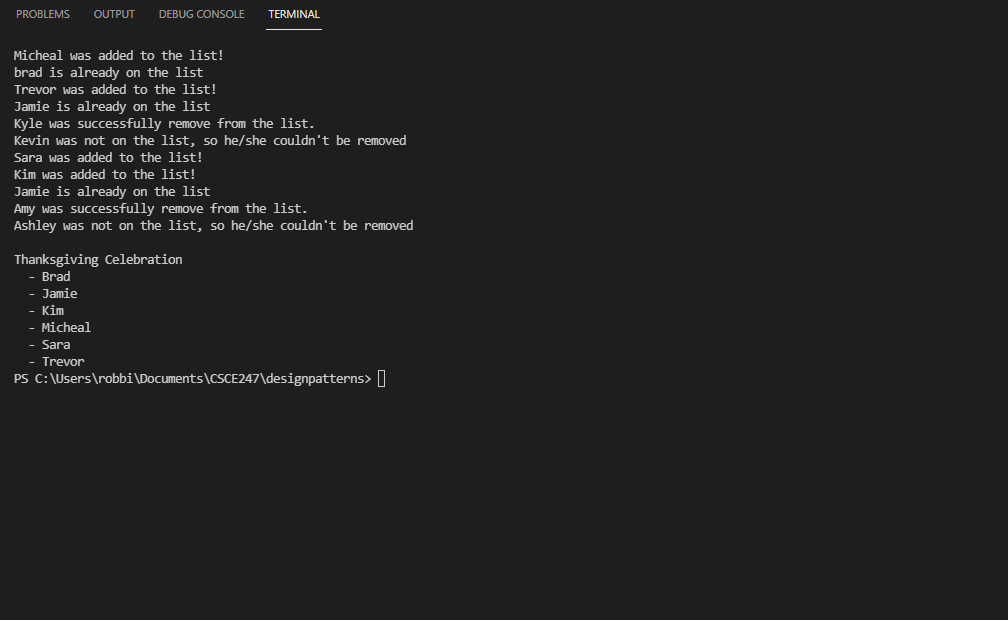 PROBLEMS OUTPUT DEBUG CONSOLE TERMINAL
Micheal was added to the list!
brad is already on the list
Trevor was added to the list!
Jamie is already on the list
Kyle was successfully remove from the list.
Kevin was not on the list, so he/she couldn't be removed
Sara was added to the list!
Kim was added to the list!
Jamie is already on the list
Amy was successfully remove from the list.
Ashley was not on the list, so he/she couldn't be removed
Thanksgiving Celebration
- Brad
- Jamie
- Kim
- Micheal
- Sara
- Trevor
PS C:\Users\robbi\Documents\CSCE247\designpatterns>